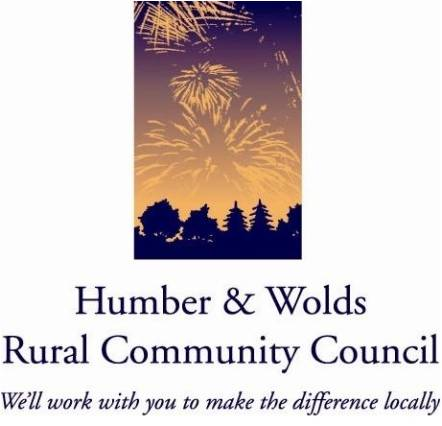 Humber & Wolds
Rural Community Council
We'll work with you to make the difference locally